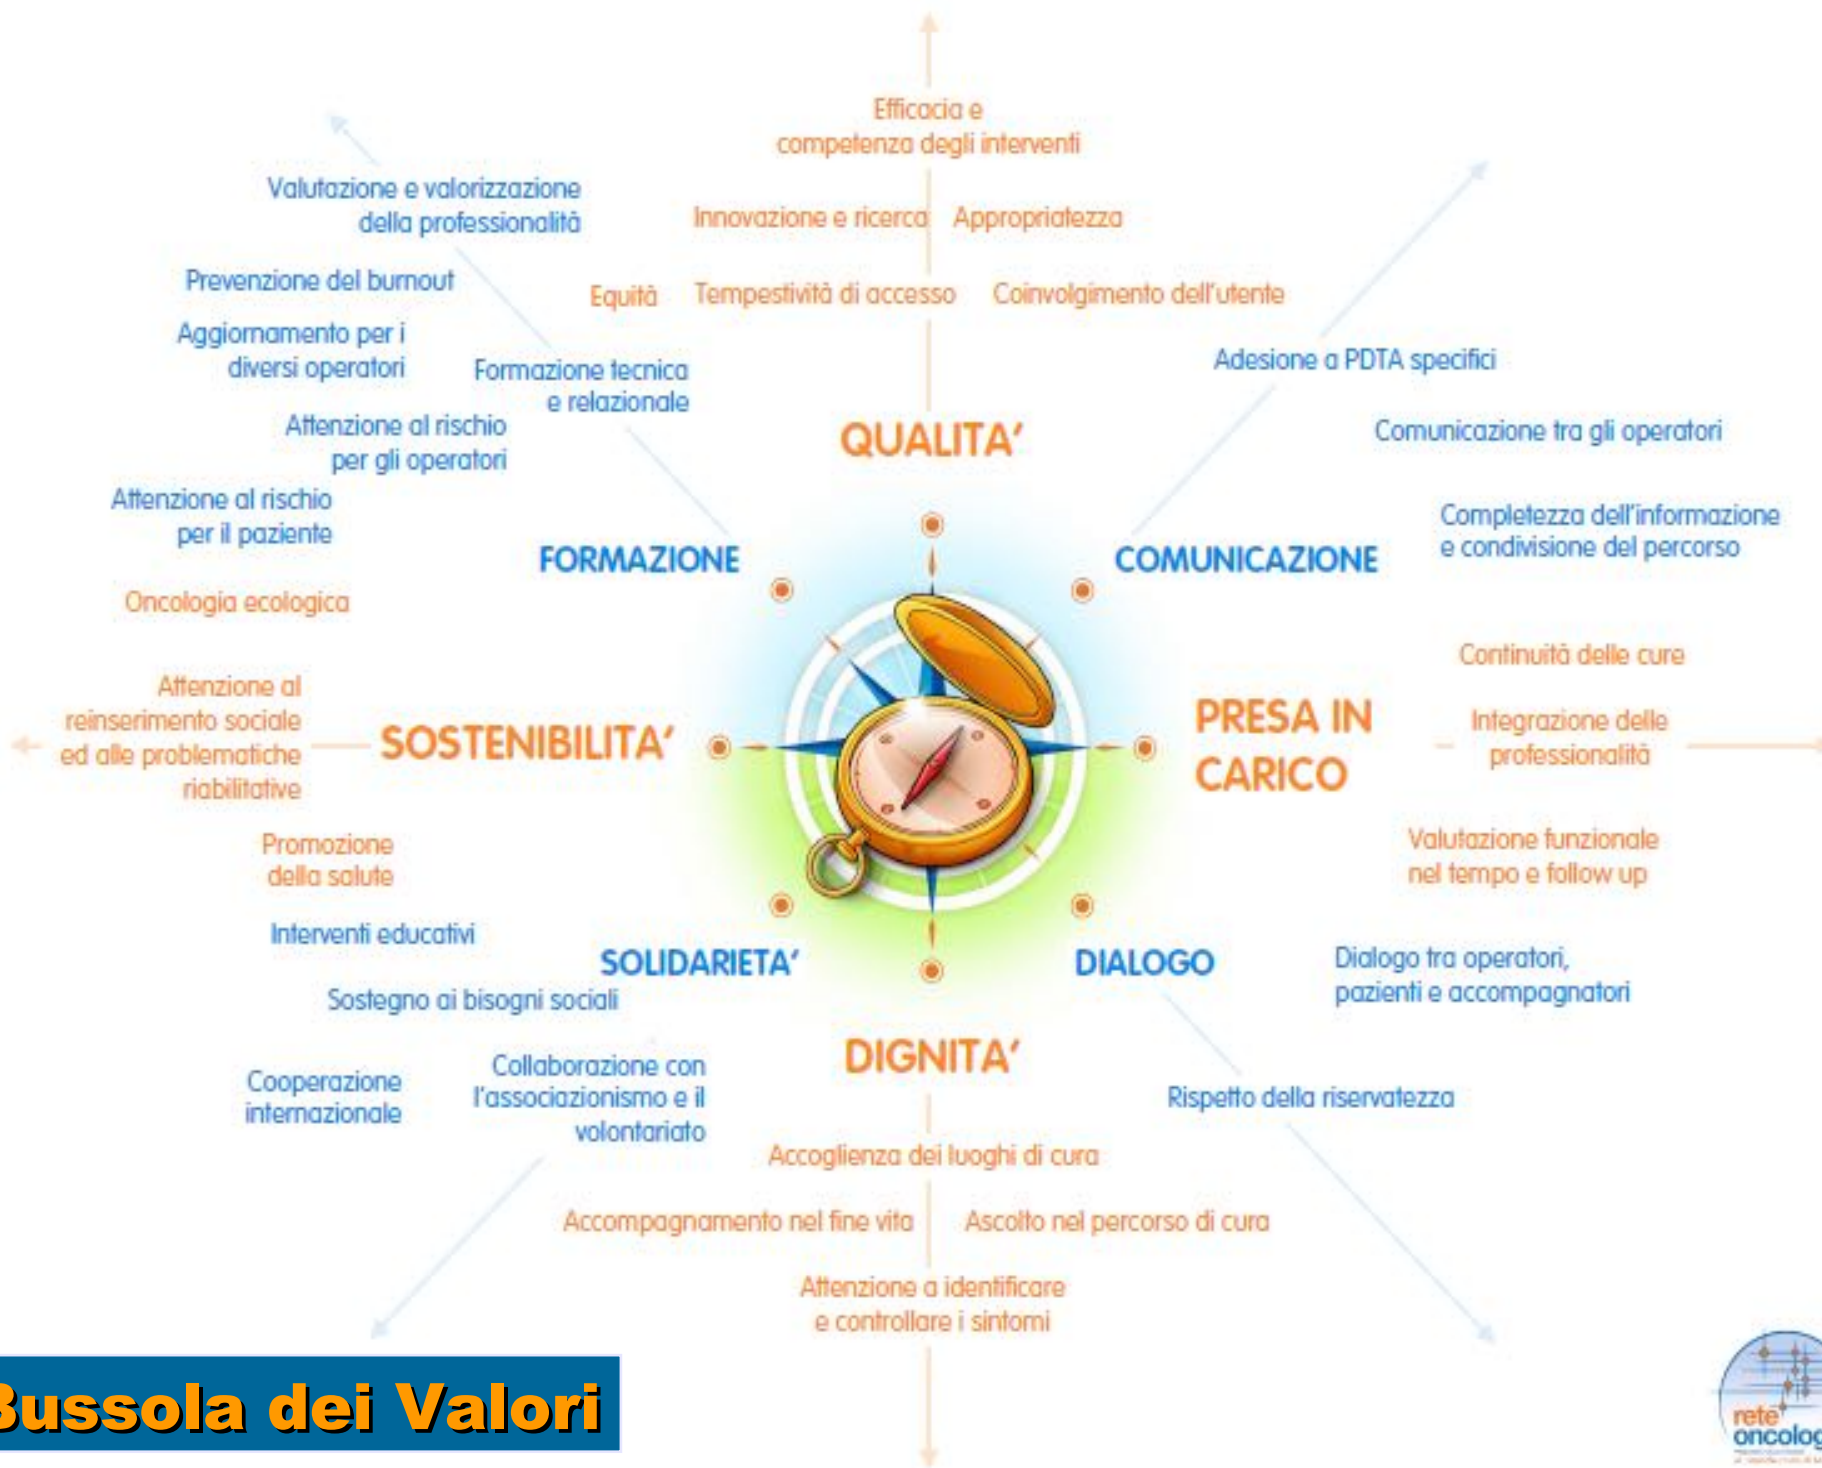 Efficacia e
competenza degli interventi
Innovazione e ricerca
Appropriatezza
Equità
Tempestività di accesso
Coinvolgimento dell'utente
QUALITA'
Valutazione e valorizzazione
della professionalità
Prevenzione del burnout
Aggiornamento per i
diversi operatori
Formazione tecnica
e relazionale
Attenzione al rischio
per gli operatori
Attenzione al rischio
per il paziente
FORMAZIONE
Adesione a PDTA specifici
Comunicazione tra gli operatori
Completezza dell'informazione
e condivisione del percorso
COMUNICAZIONE
Oncologia ecologica
Attenzione al
reinserimento sociale
ed alle problematiche
riabilitative
SOSTENIBILITA'
Promozione
della salute
PRESA IN
CARICO
Continuità delle cure
Integrazione delle
professionalità
Valutazione funzionale
nel tempo e follow up
Interventi educativi
SOLIDARIETA'
Sostegno ai bisogni sociali
Cooperazione
internazionale
Collaborazione con
l'associazionismo e il
volontariato
DIALOGO
Dialogo tra operatori,
pazienti e accompagnatori
Rispetto della riservatezza
DIGNITA'
Accoglienza dei luoghi di cura
Accompagnamento nel fine vita
Ascolto nel percorso di cura
Attenzione a identificare
e controllare i sintomi
Bussola dei Valori
rete
oncolog